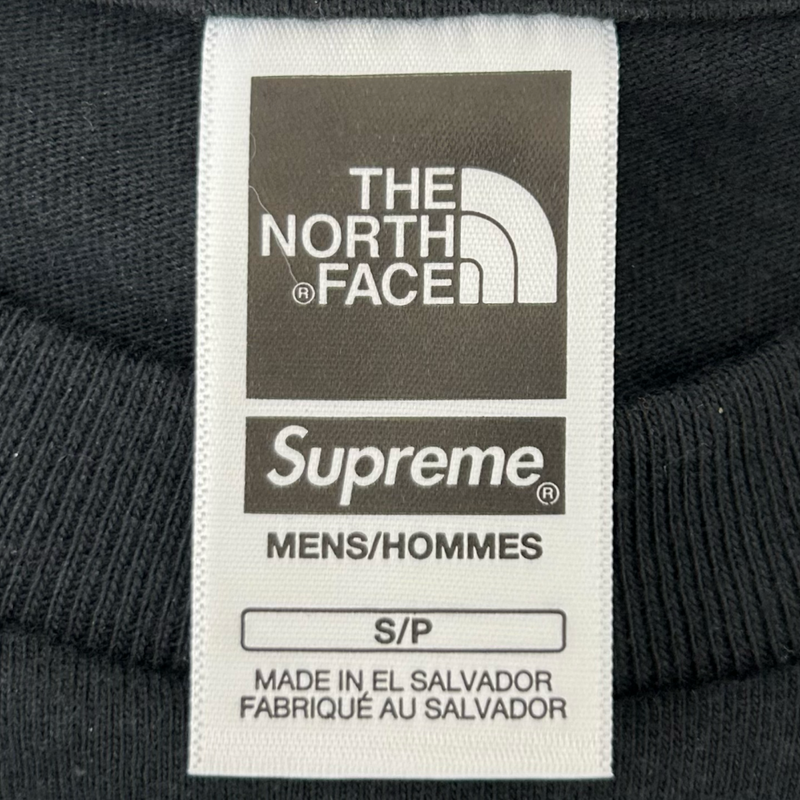 THE
NORTH
®FACE
Supreme®
MENS/HOMMES
S/P
MADE IN EL SALVADOR
FABRIQUÉ AU SALVADOR